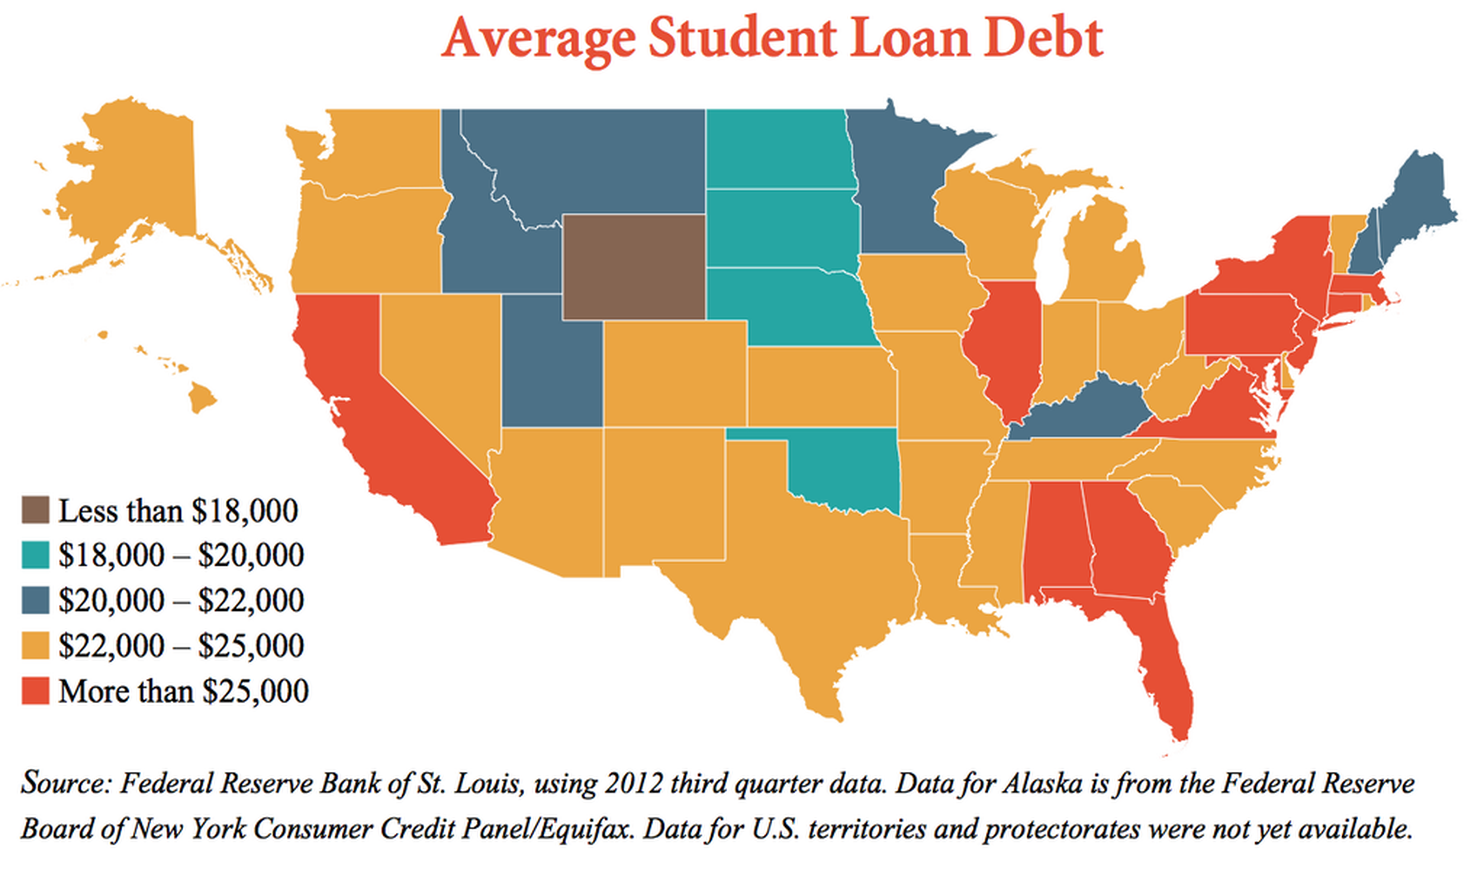 Average Student Loan Debt
Less than $18,000
$18,000 – $20,000
$20,000 – $22,000
$22,000 – $25,000
More than $25,000
Source: Federal Reserve Bank of St. Louis, using 2012 third quarter data. Data for Alaska is from the Federal Reserve
Board of New York Consumer Credit Panel/Equifax. Data for U.S. territories and protectorates were not yet available.